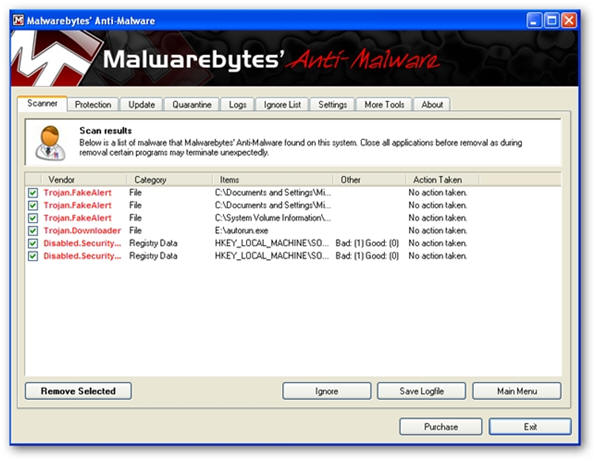 Malwarebytes' Anti-Malware
Malwarebytes' Anti-Malware
Scanner Protection Update Quarantine Logs Ignore List Settings More Tools About
Scan results
Below is a list of malware that Malwarebytes' Anti-Malware found on this system. Close all applications before removal as during
removal certain programs may terminate unexpectedly.
Vendor Category Items Other Action Taken
Trojan.FakeAlert File C:\Documents and Settings\Mi... No action taken.
Trojan.FakeAlert File C:\Documents and Settings\Mi... No action taken.
Trojan.FakeAlert File C:\System Volume Information\... No action taken.
Trojan.Downloader File E:\autorun.exe No action taken.
Disabled.Security... Registry Data HKEY_LOCAL_MACHINE\SO... Bad: (1) Good: (0) No action taken.
Disabled.Security... Registry Data HKEY_LOCAL_MACHINE\SO... Bad: (1) Good: (0) No action taken.
Remove Selected Ignore Save Logfile Main Menu
Purchase Exit